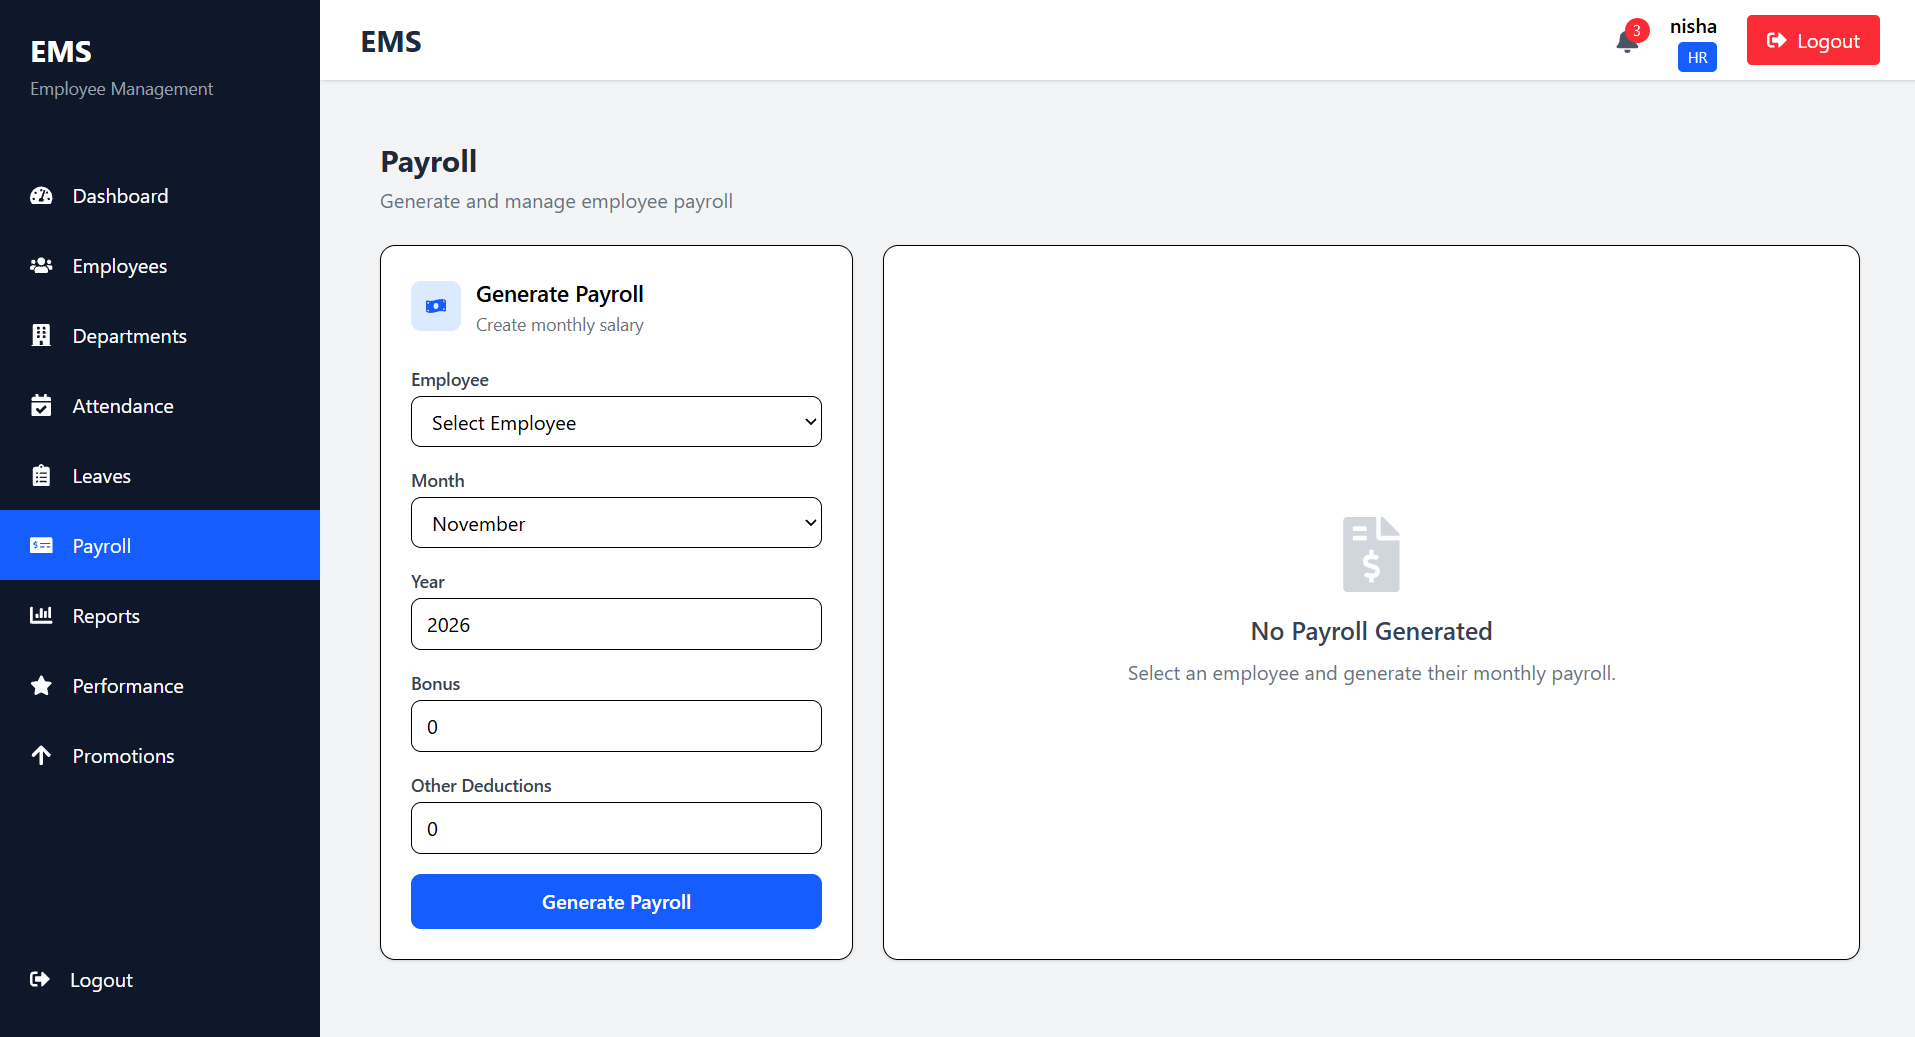 EMS
Employee Management
Dashboard
Employees
Departments
Attendance
Leaves
Payroll
Reports
Performance
Promotions
Logout
EMS
3
nisha
HR
Logout
Payroll
Generate and manage employee payroll
Generate Payroll
Create monthly salary
Employee
Select Employee
Month
November
Year
2026
Bonus
0
Other Deductions
0
Generate Payroll
No Payroll Generated
Select an employee and generate their monthly payroll.